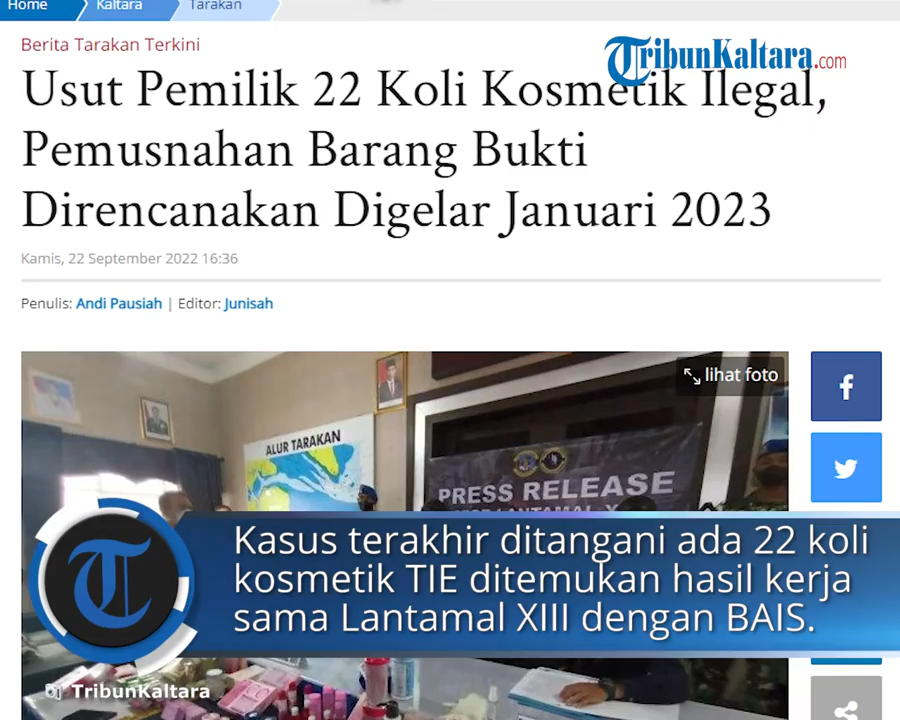 Home Kaltara Tarakan
Berita Tarakan Terkini
TribunKaltara.com
Usut Pemilik 22 Koli Kosmetik Ilegal,
Pemusnahan Barang Bukti
Direncanakan Digelar Januari 2023
Kamis, 22 September 2022 16:36
Penulis: Andi Pausiah | Editor: Junisah
lihat foto
ALUR TARAKAN
PRESS RELEASE
Kasus terakhir ditangani ada 22 koli
kosmetik TIE ditemukan hasil kerja
sama Lantamal XIII dengan BAIS.
TribunKaltara